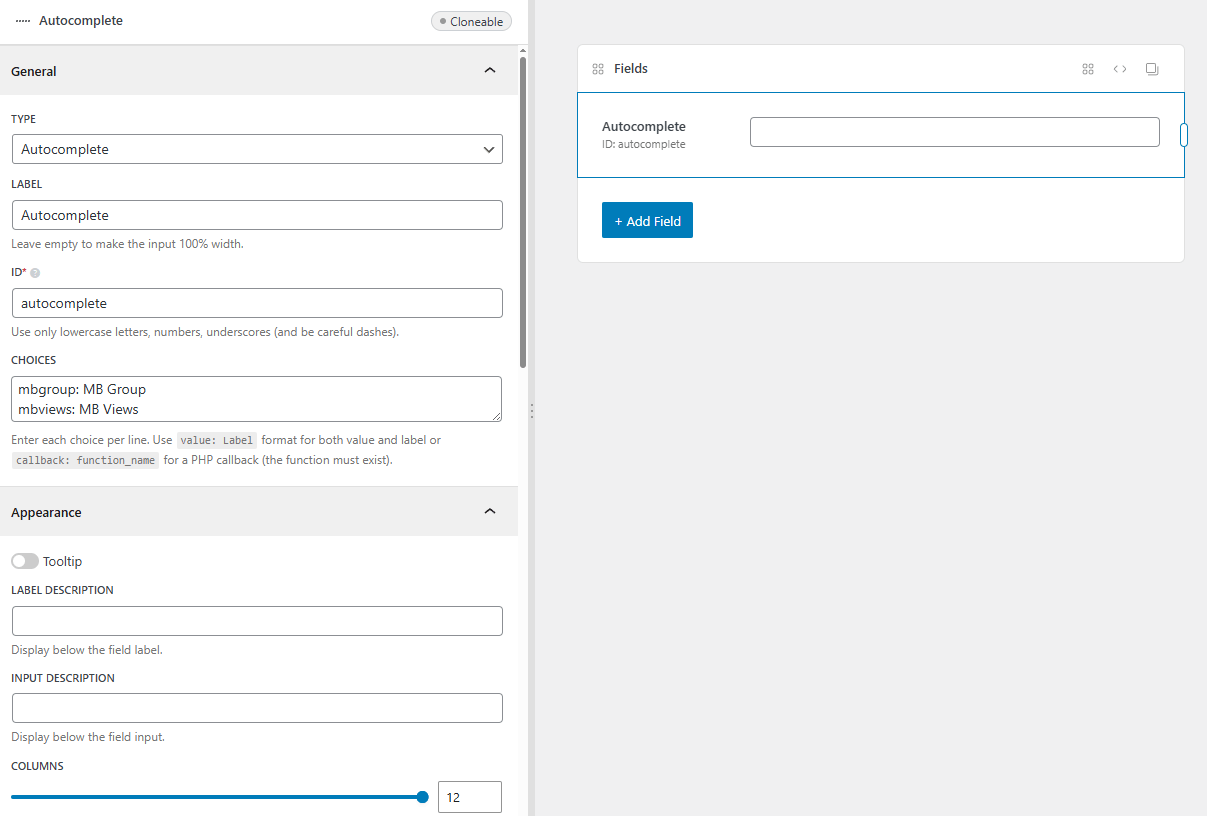 Autocomplete
Cloneable
General
TYPE
Autocomplete
LABEL
Autocomplete
Leave empty to make the input 100% width.
ID*
autocomplete
Use only lowercase letters, numbers, underscores (and be careful dashes).
CHOICES
mbgroup: MB Group
mbviews: MB Views
Enter each choice per line. Use value: Label format for both value and label or
callback: function_name for a PHP callback (the function must exist).
Appearance
Tooltip
LABEL DESCRIPTION
Display below the field label.
INPUT DESCRIPTION
Display below the field input.
COLUMNS
12
Fields
Autocomplete
ID: autocomplete
+ Add Field